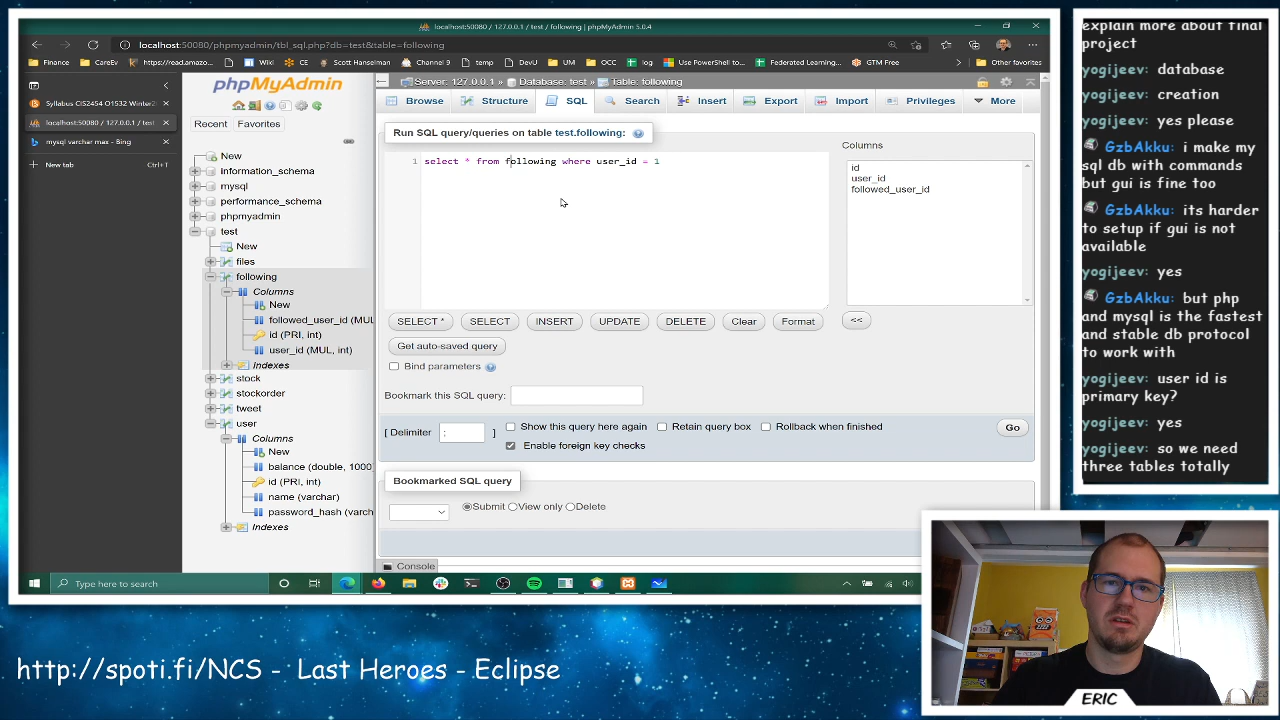 localhost:50080 / 127.0.0.1 / test / following | phpMyAdmin 5.0.4
localhost:50080/phpmyadmin/tbl_sql.php?db=test&table=following
Finance
CareEv
https://read.amazo...
Wiki
CE
Scott Hanselman
Channel 9
temp
DevU
UM
OCC
log
Use PowerShell to...
Federated Learning...
GTM Free
Other favorites
Syllabus CIS2454 O1532 Winter2
localhost:50080 / 127.0.0.1 / test
mysql varchar max - Bing
New tab
Ctrl+T
phpMyAdmin
Recent
Favorites
New
information_schema
mysql
performance_schema
phpmyadmin
test
New
files
following
Columns
New
followed_user_id (MUL
id (PRI, int)
user_id (MUL, int)
Indexes
stock
stockorder
tweet
user
Columns
New
balance (double, 1000)
id (PRI, int)
name (varchar)
password_hash (varch
Indexes
Server: 127.0.0.1 » Database: test » Table: following
Browse
Structure
SQL
Search
Insert
Export
Import
Privileges
More
Run SQL query/queries on table test.following:
1 select * from following where user_id = 1
Columns
id
user_id
followed_user_id
SELECT *
SELECT
INSERT
UPDATE
DELETE
Clear
Format
<<
Get auto-saved query
Bind parameters
Bookmark this SQL query:
[ Delimiter ; ]
Show this query here again
Retain query box
Rollback when finished
Enable foreign key checks
Go
Bookmarked SQL query
Submit
View only
Delete
Console
Type here to search
explain more about final
project
yogijeev: database
yogijeev: creation
yogijeev: yes please
GzbAkku: i make my
sql db with commands
but gui is fine too
GzbAkku: its harder
to setup if gui is not
available
yogijeev: yes
GzbAkku: but php
and mysql is the fastest
and stable db protocol
to work with
yogijeev: user id is
primary key?
yogijeev: yes
yogijeev: so we need
three tables totally
ERIC
http://spoti.fi/NCS - Last Heroes - Eclipse